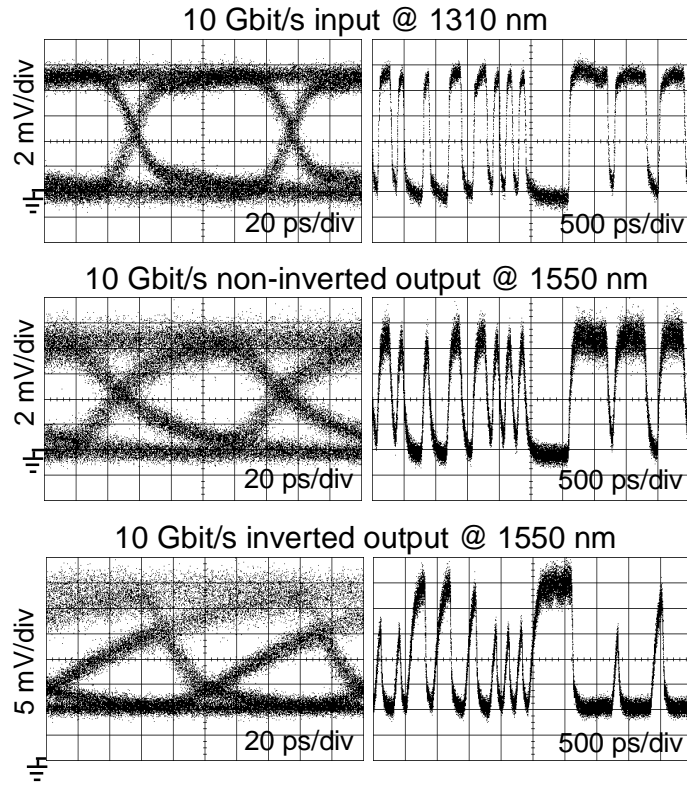 10 Gbit/s input @ 1310 nm
2 mV/div
20 ps/div
500 ps/div
10 Gbit/s non-inverted output @ 1550 nm
2 mV/div
20 ps/div
500 ps/div
10 Gbit/s inverted output @ 1550 nm
5 mV/div
20 ps/div
500 ps/div